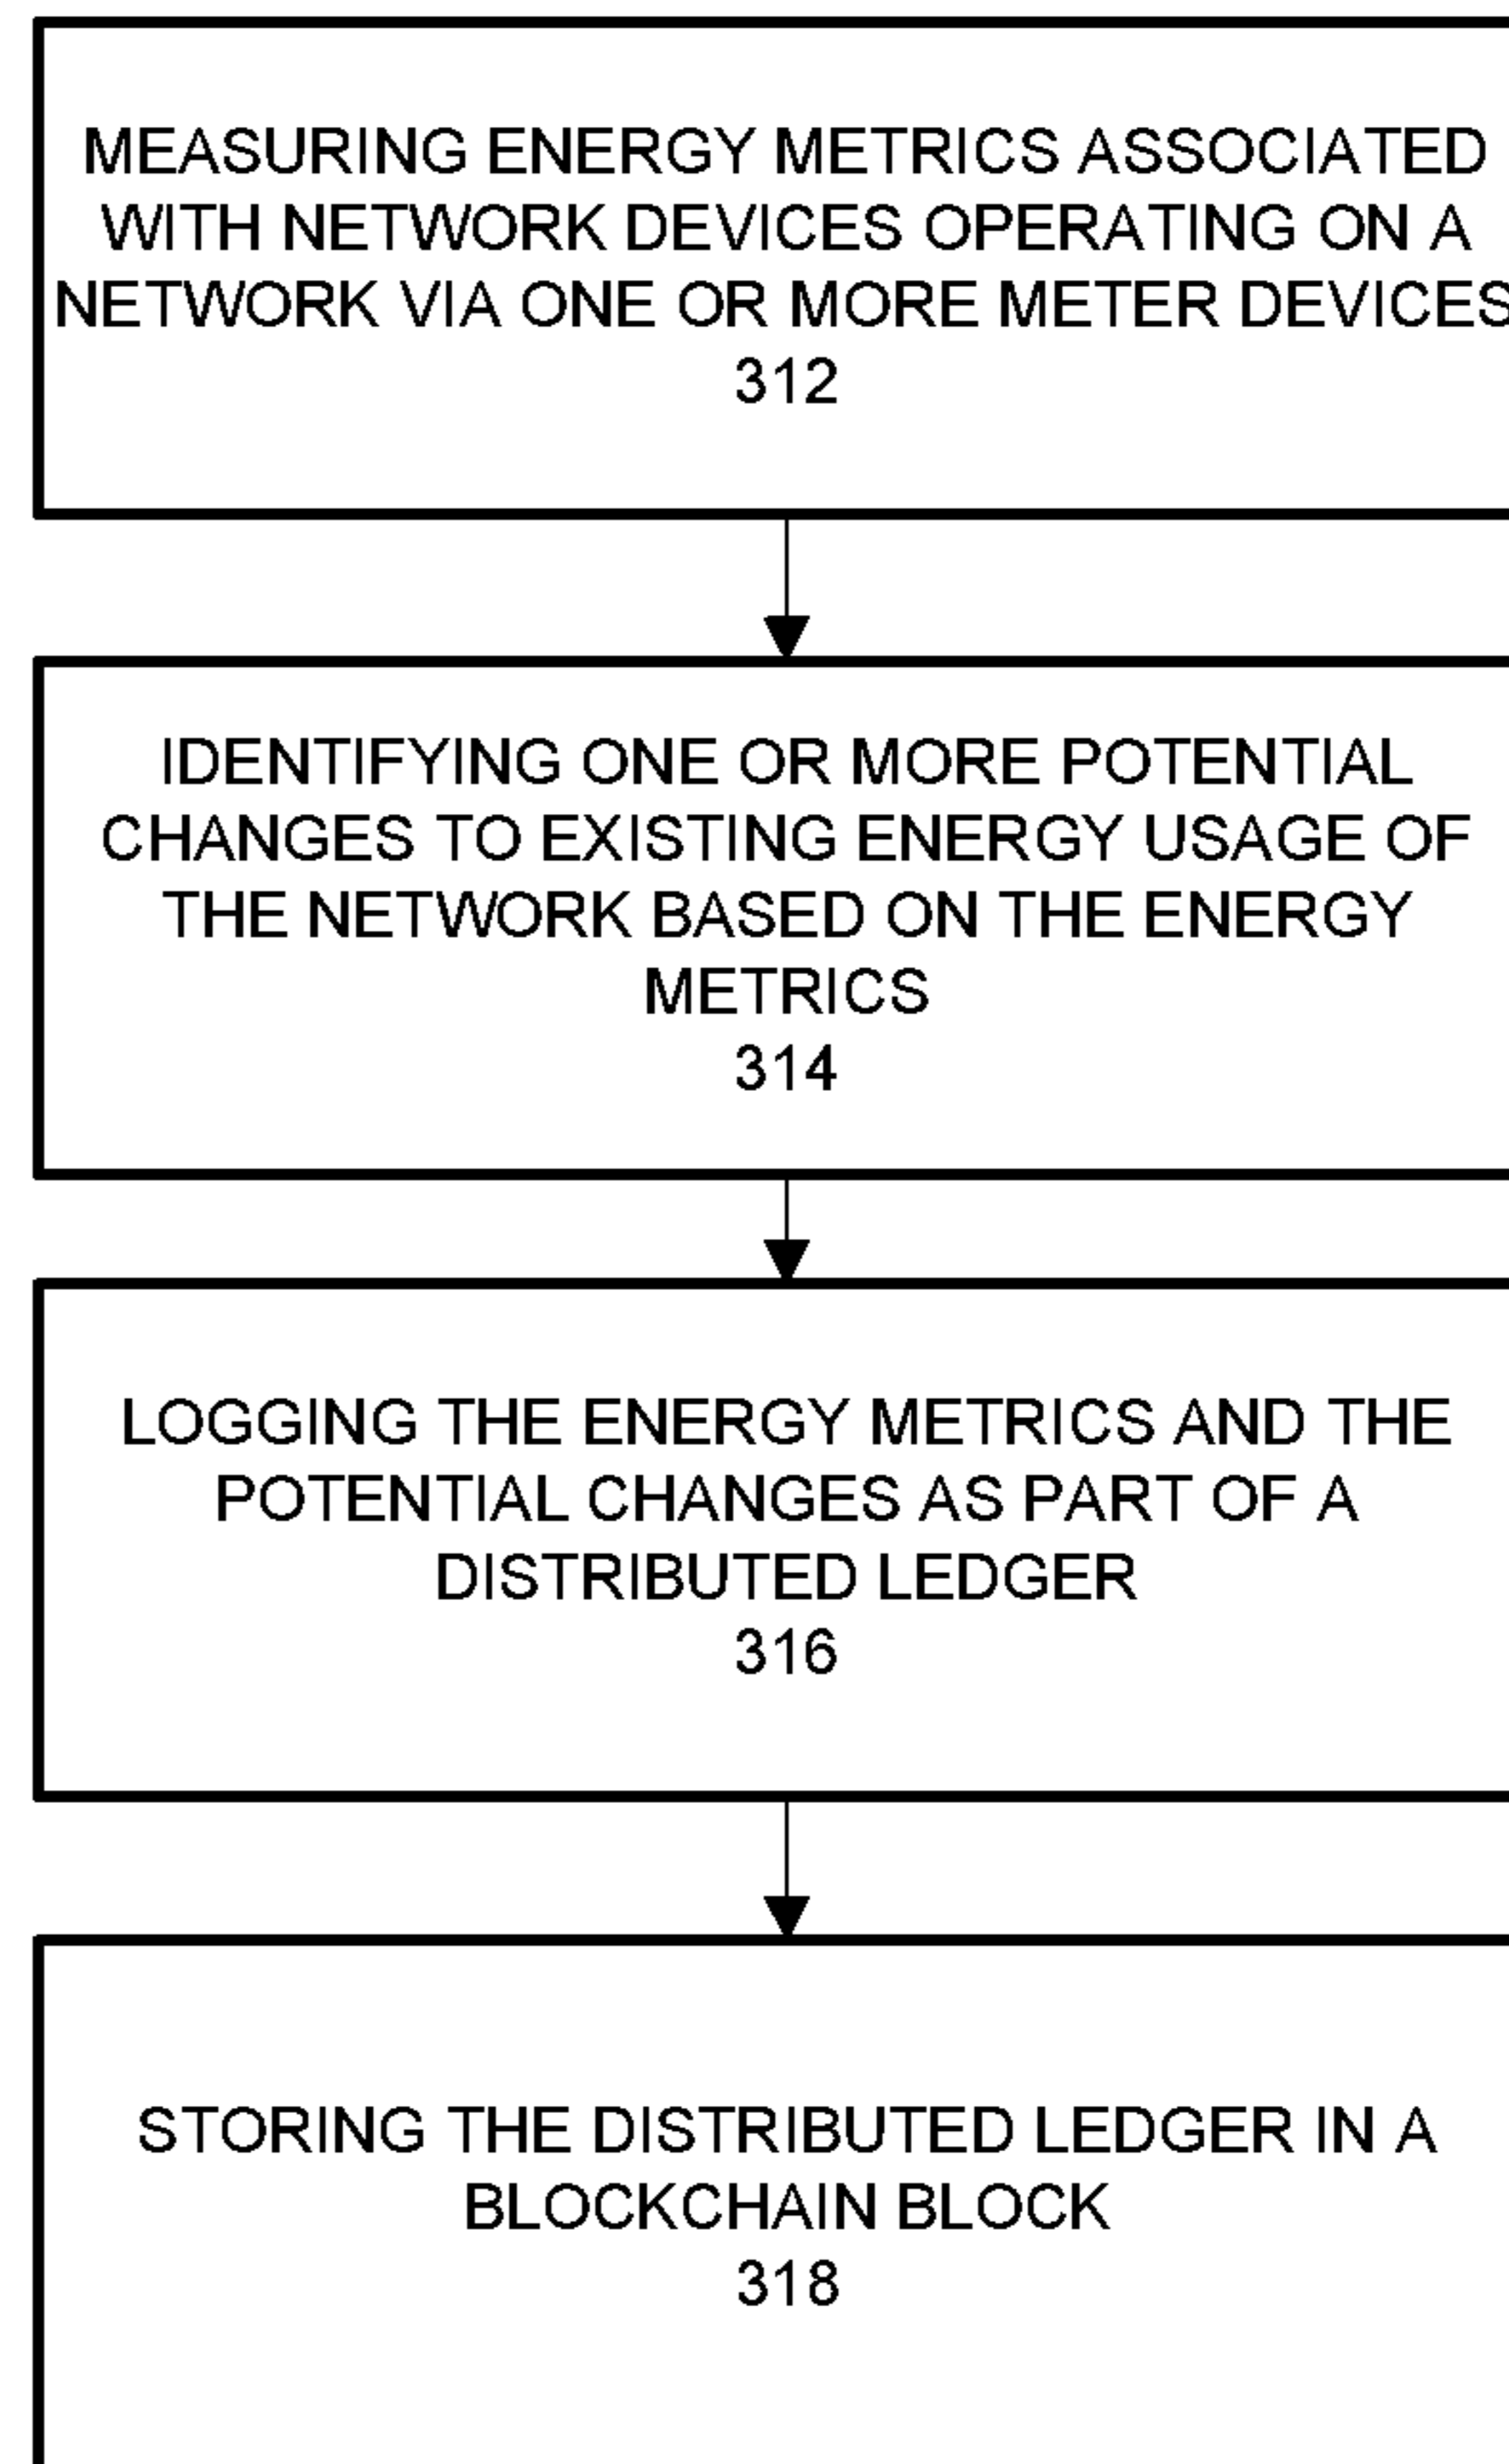 MEASURING ENERGY METRICS ASSOCIATED
WITH NETWORK DEVICES OPERATING ON A
NETWORK VIA ONE OR MORE METER DEVICES
312
IDENTIFYING ONE OR MORE POTENTIAL
CHANGES TO EXISTING ENERGY USAGE OF
THE NETWORK BASED ON THE ENERGY
METRICS
314
LOGGING THE ENERGY METRICS AND THE
POTENTIAL CHANGES AS PART OF A
DISTRIBUTED LEDGER
316
STORING THE DISTRIBUTED LEDGER IN A
BLOCKCHAIN BLOCK
318